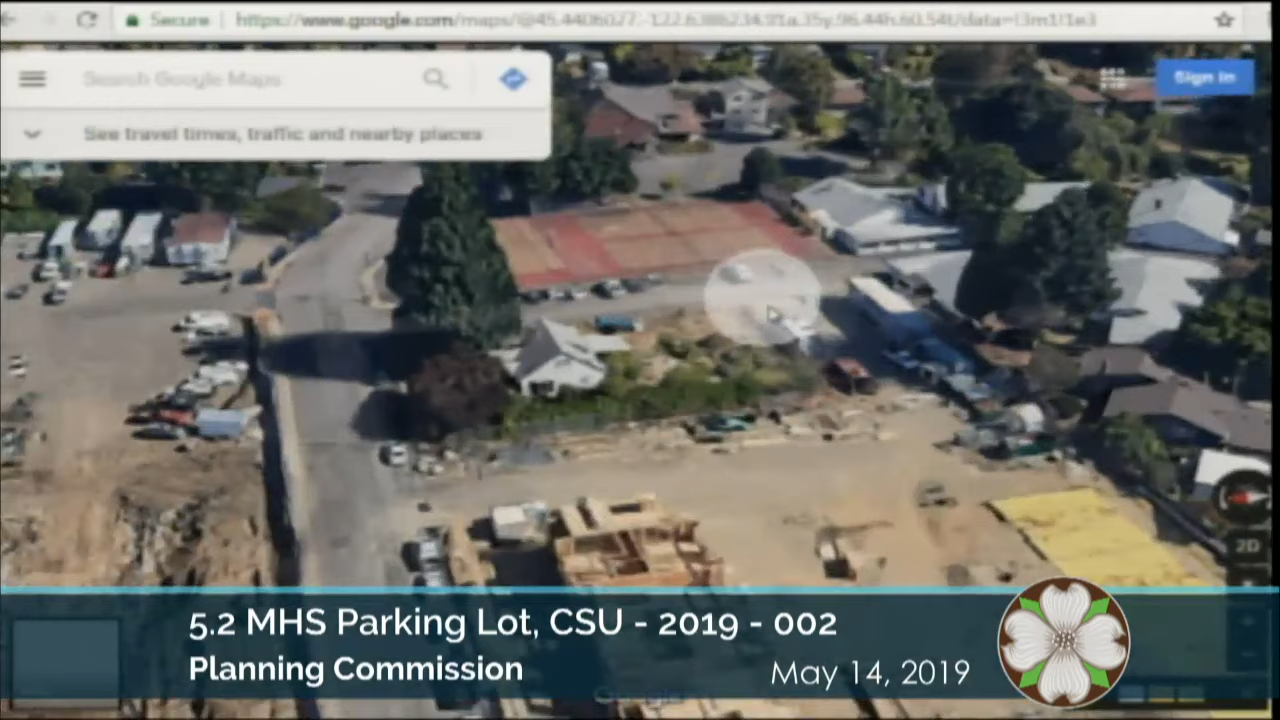 Secure https://www.google.com/maps/@45.4406027,-122.6386234,91a,35y,96.44h,60.54t/data=!3m1!1e3
Search Google Maps
Sign in
See travel times, traffic and nearby places
2D
5.2 MHS Parking Lot, CSU - 2019 - 002
Planning Commission
May 14, 2019
Google